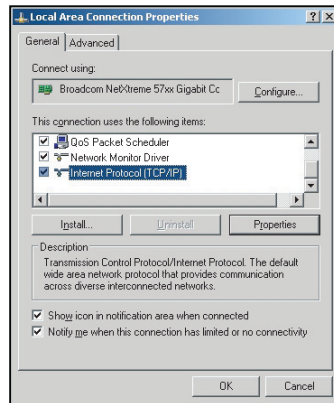 Local Area Connection Properties
General Advanced
Connect using:
Broadcom NetXtreme 57xx Gigabit Cc Configure...
This connection uses the following items:
QoS Packet Scheduler
Network Monitor Driver
Internet Protocol (TCP/IP)
Install... Uninstall Properties
Description
Transmission Control Protocol/Internet Protocol. The default
wide area network protocol that provides communication
across diverse interconnected networks.
Show icon in notification area when connected
Notify me when this connection has limited or no connectivity
OK Cancel